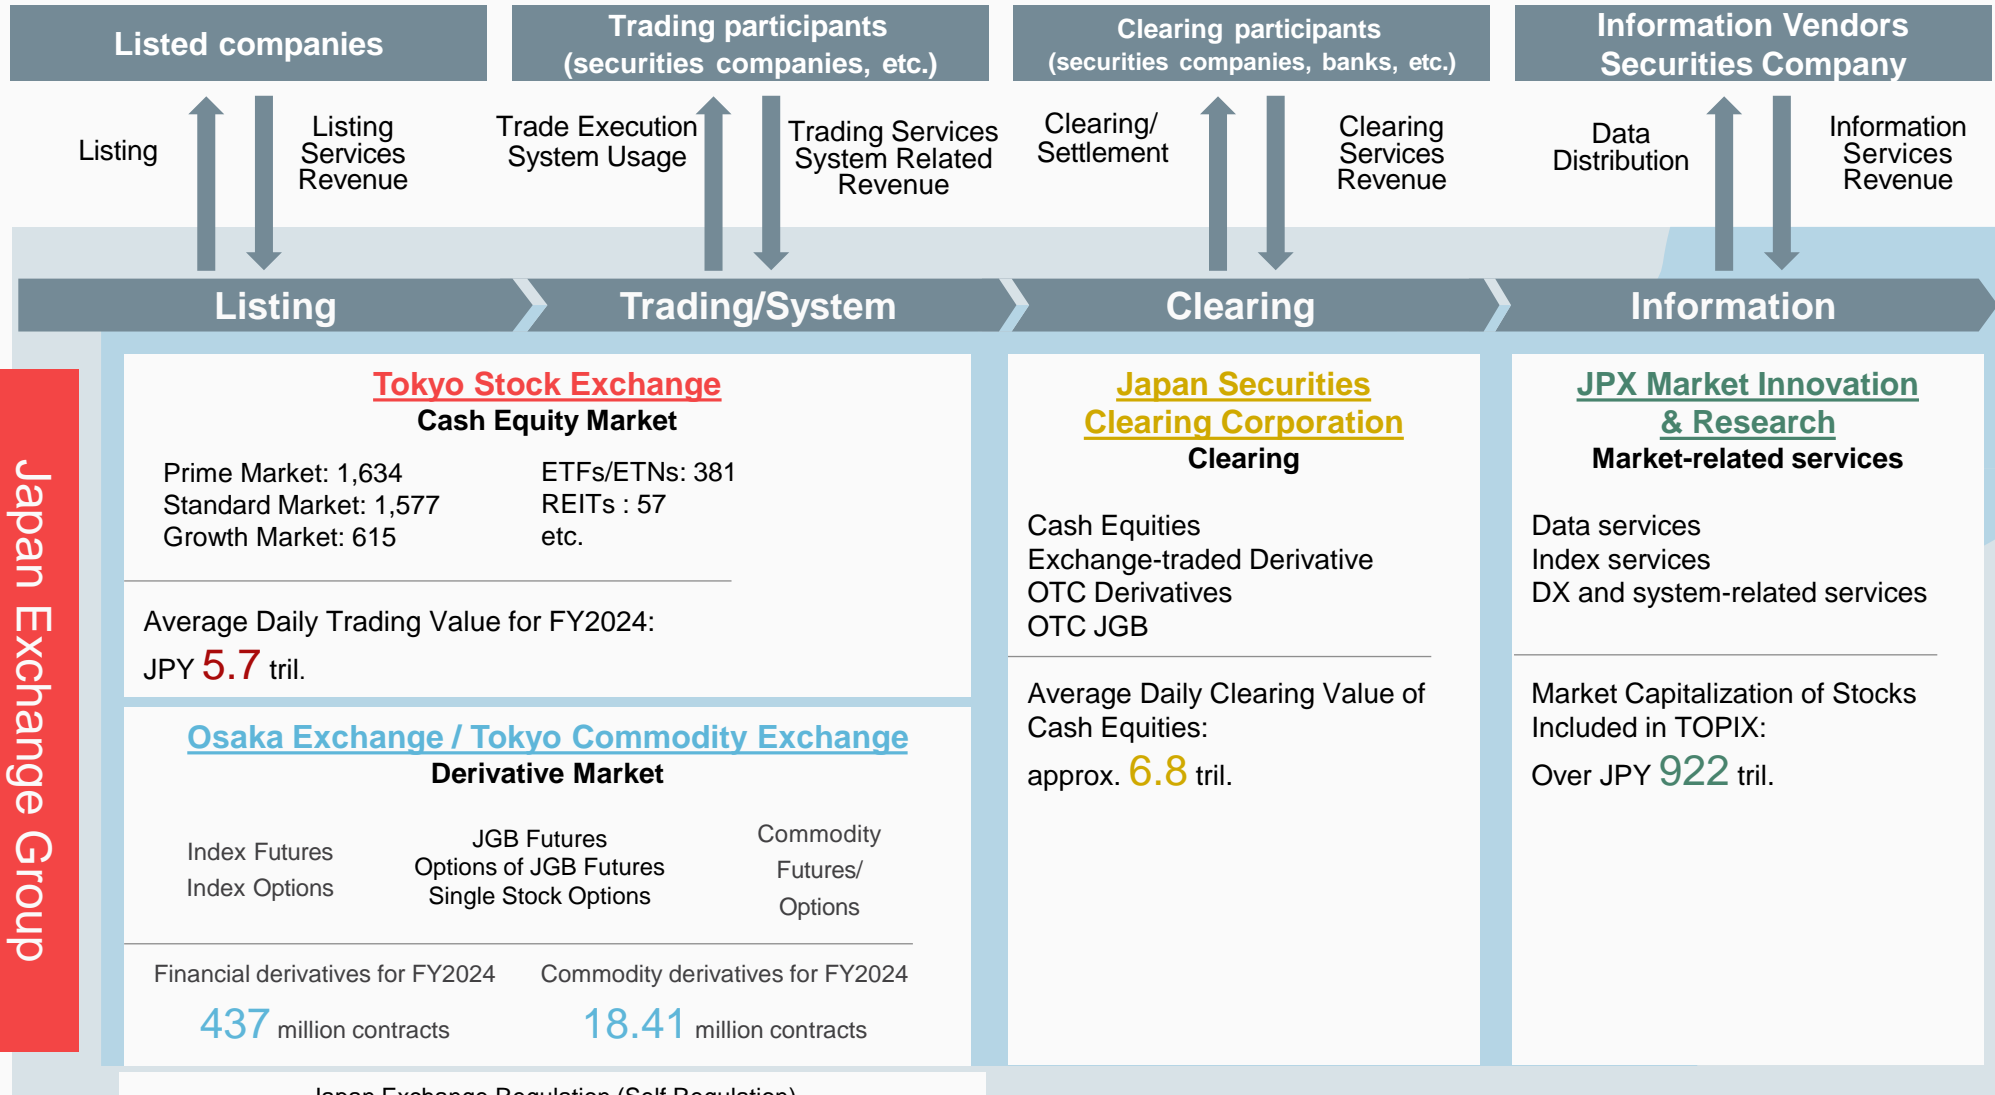 Listed companies
Trading participants
(securities companies, etc.)
Clearing participants
(securities companies, banks, etc.)
Information Vendors
Securities Company
Listing
Listing
Services
Revenue
Trade Execution
System Usage
Trading Services
System Related
Revenue
Clearing/
Settlement
Clearing
Services
Revenue
Data
Distribution
Information
Services
Revenue
Listing
Trading/System
Clearing
Information
Japan Exchange Group
Tokyo Stock Exchange
Cash Equity Market
Prime Market: 1,634
Standard Market: 1,577
Growth Market: 615
ETFs/ETNs: 381
REITs : 57
etc.
Average Daily Trading Value for FY2024:
JPY 5.7 tril.
Osaka Exchange / Tokyo Commodity Exchange
Derivative Market
Index Futures
Index Options
JGB Futures
Options of JGB Futures
Single Stock Options
Commodity
Futures/
Options
Financial derivatives for FY2024
437 million contracts
Commodity derivatives for FY2024
18.41 million contracts
Japan Securities
Clearing Corporation
Clearing
Cash Equities
Exchange-traded Derivative
OTC Derivatives
OTC JGB
Average Daily Clearing Value of
Cash Equities:
approx. 6.8 tril.
JPX Market Innovation
& Research
Market-related services
Data services
Index services
DX and system-related services
Market Capitalization of Stocks
Included in TOPIX:
Over JPY 922 tril.
Japan Exchange Regulation (Self Regulation)